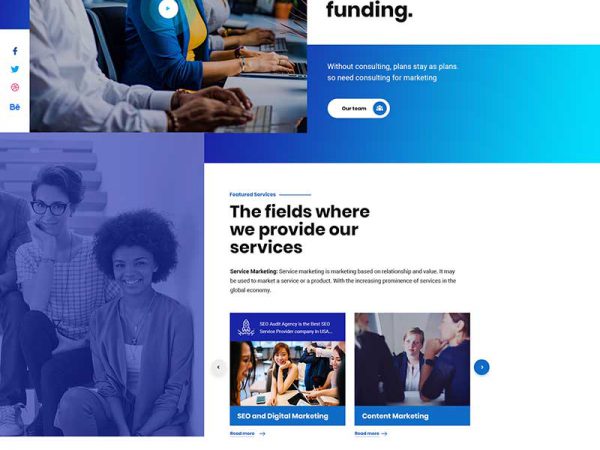 funding.
Without consulting, plans stay as plans.
so need consulting for marketing
Our team
Bē
Featured Services
The fields where
we provide our
services
Service Marketing: Service marketing is marketing based on relationship and value. It may
be used to market a service or a product. With the increasing prominence of services in the
global economy.
SEO Audit Agency is the Best SEO
Service Provider company in USA...
SEO and Digital Marketing
Read more
Content Marketing
Read more